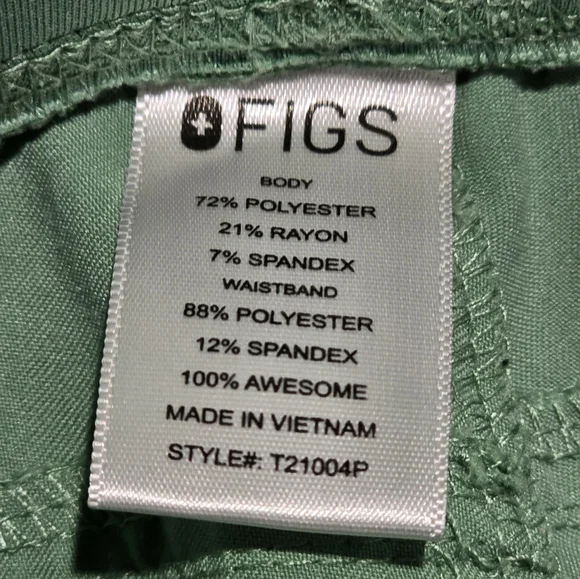 FIGS
BODY
72% POLYESTER
21% RAYON
7% SPANDEX
WAISTBAND
88% POLYESTER
12% SPANDEX
100% AWESOME
MADE IN VIETNAM
STYLE#: T21004P